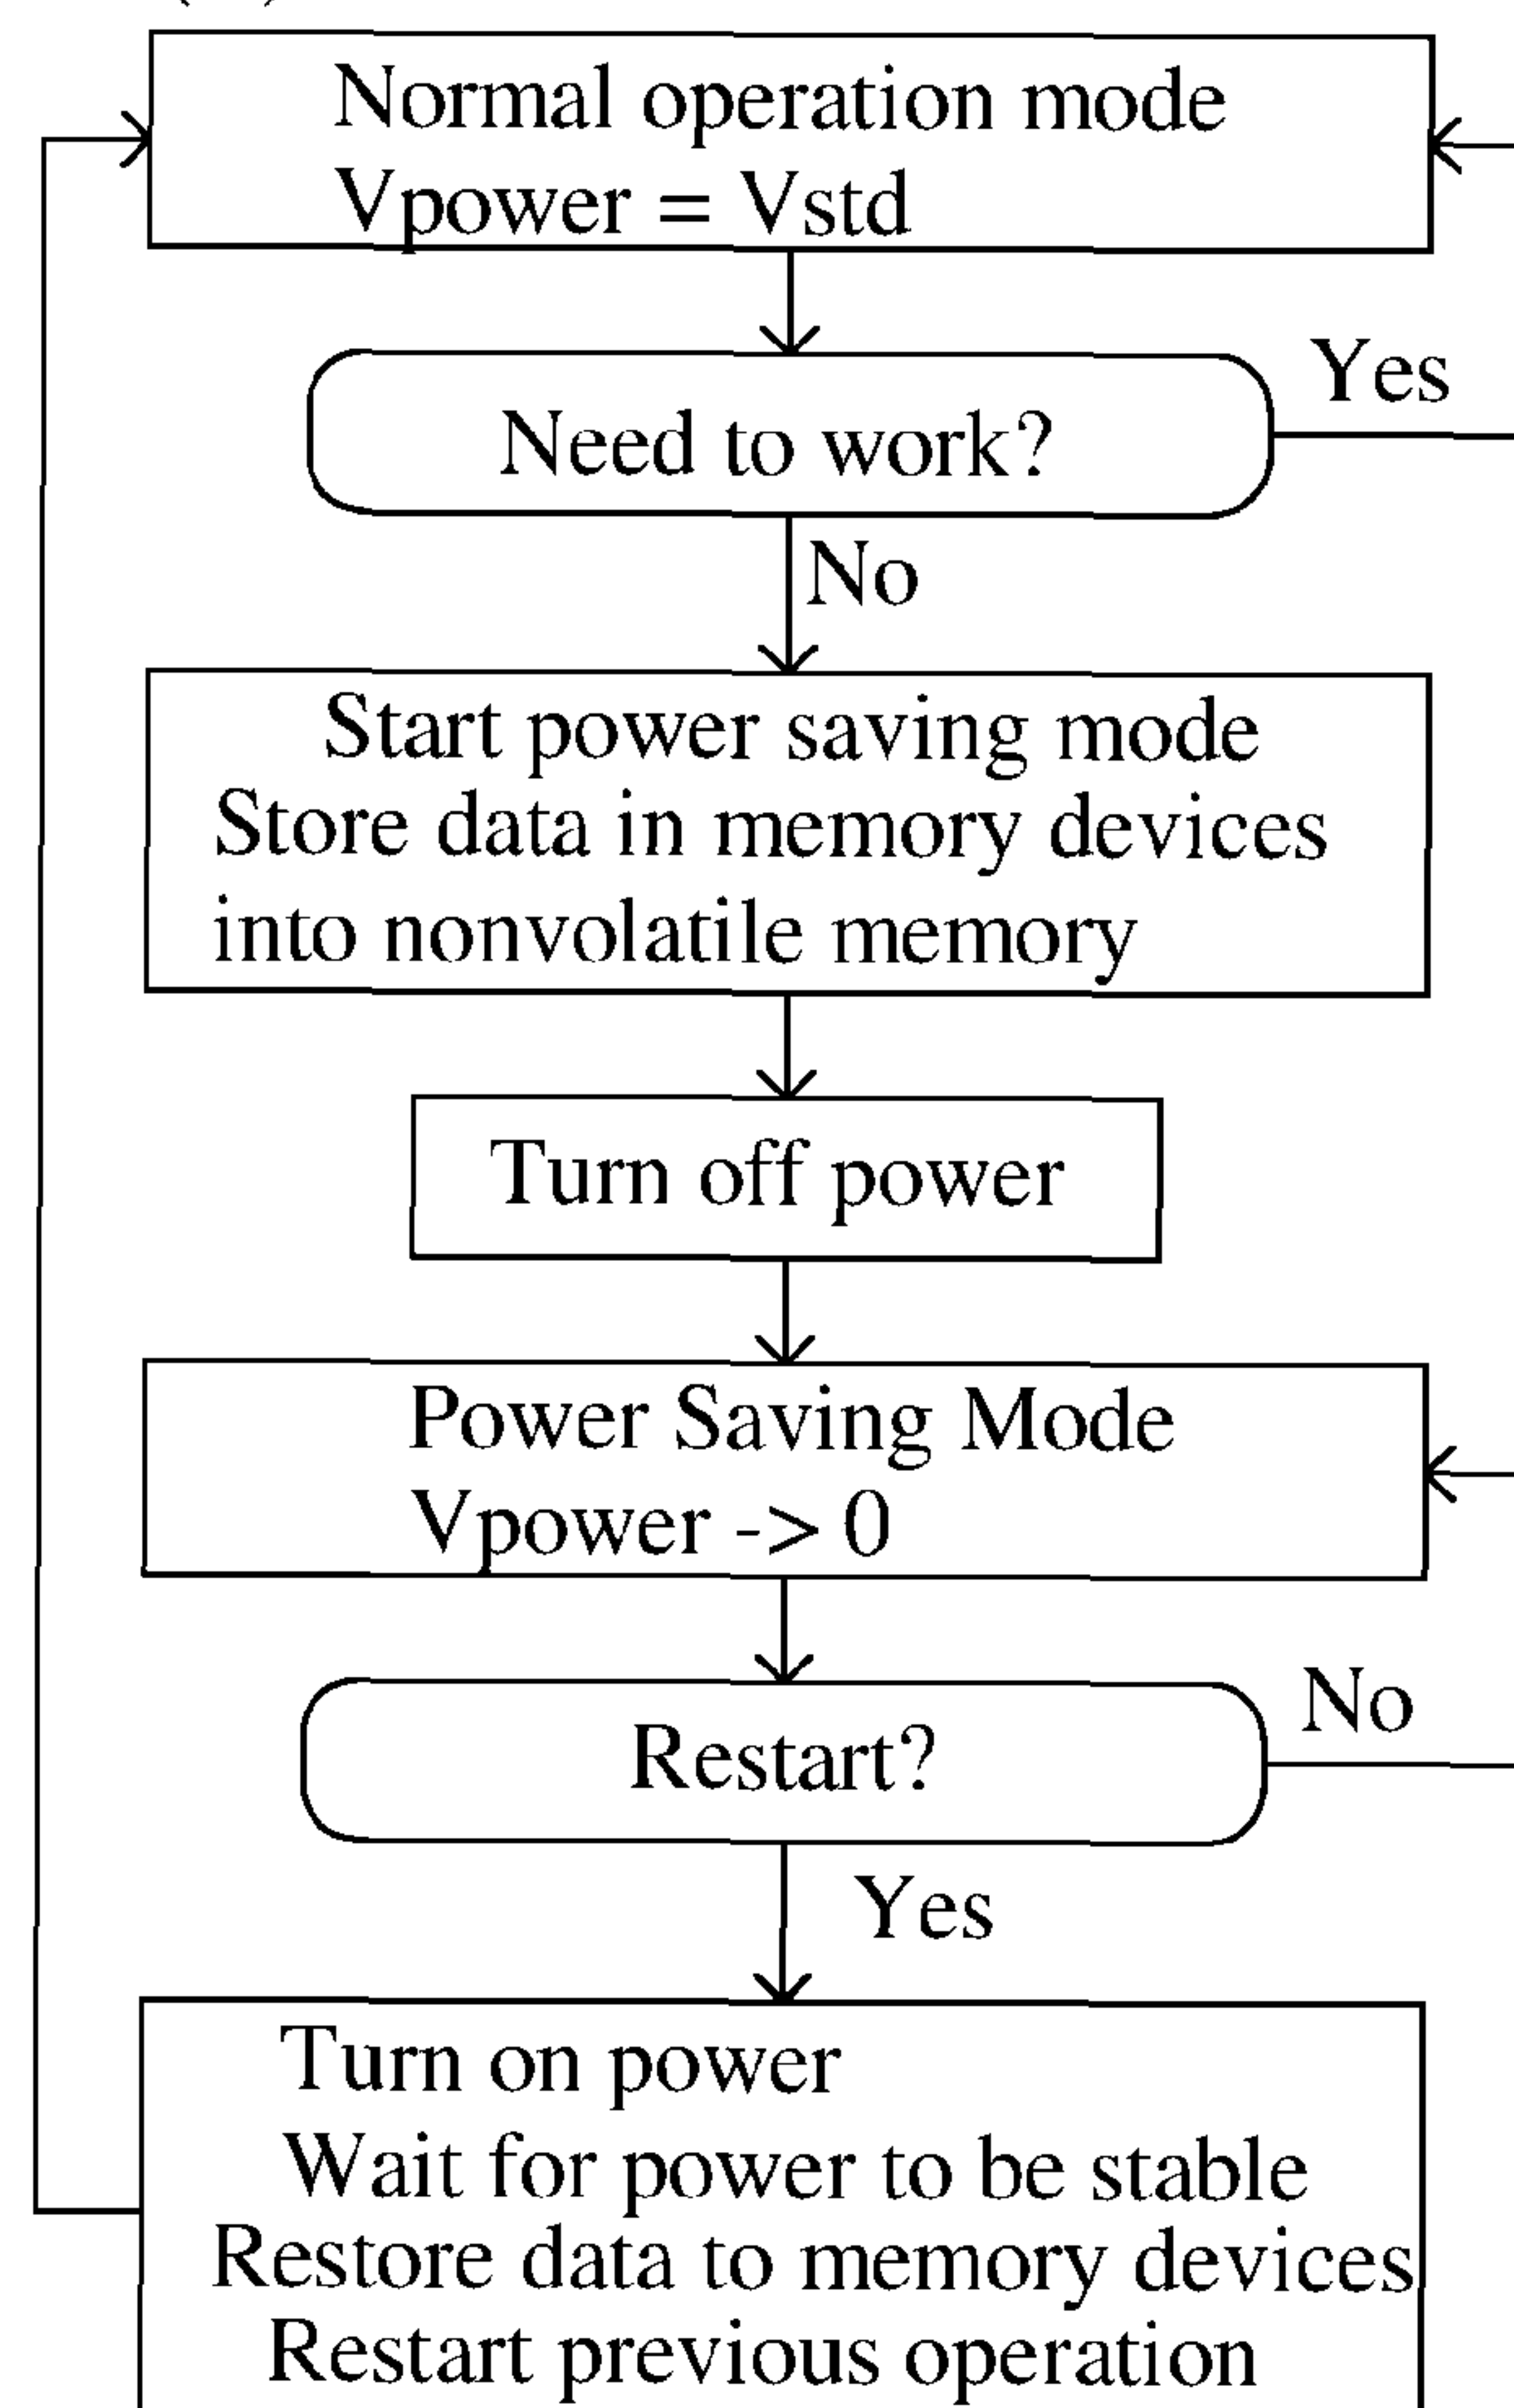 Normal operation mode
Vpower = Vstd
Need to work?
Yes
No
Start power saving mode
Store data in memory devices
into nonvolatile memory
Turn off power
Power Saving Mode
Vpower -> 0
Restart?
No
Yes
Turn on power
Wait for power to be stable
Restore data to memory devices
Restart previous operation